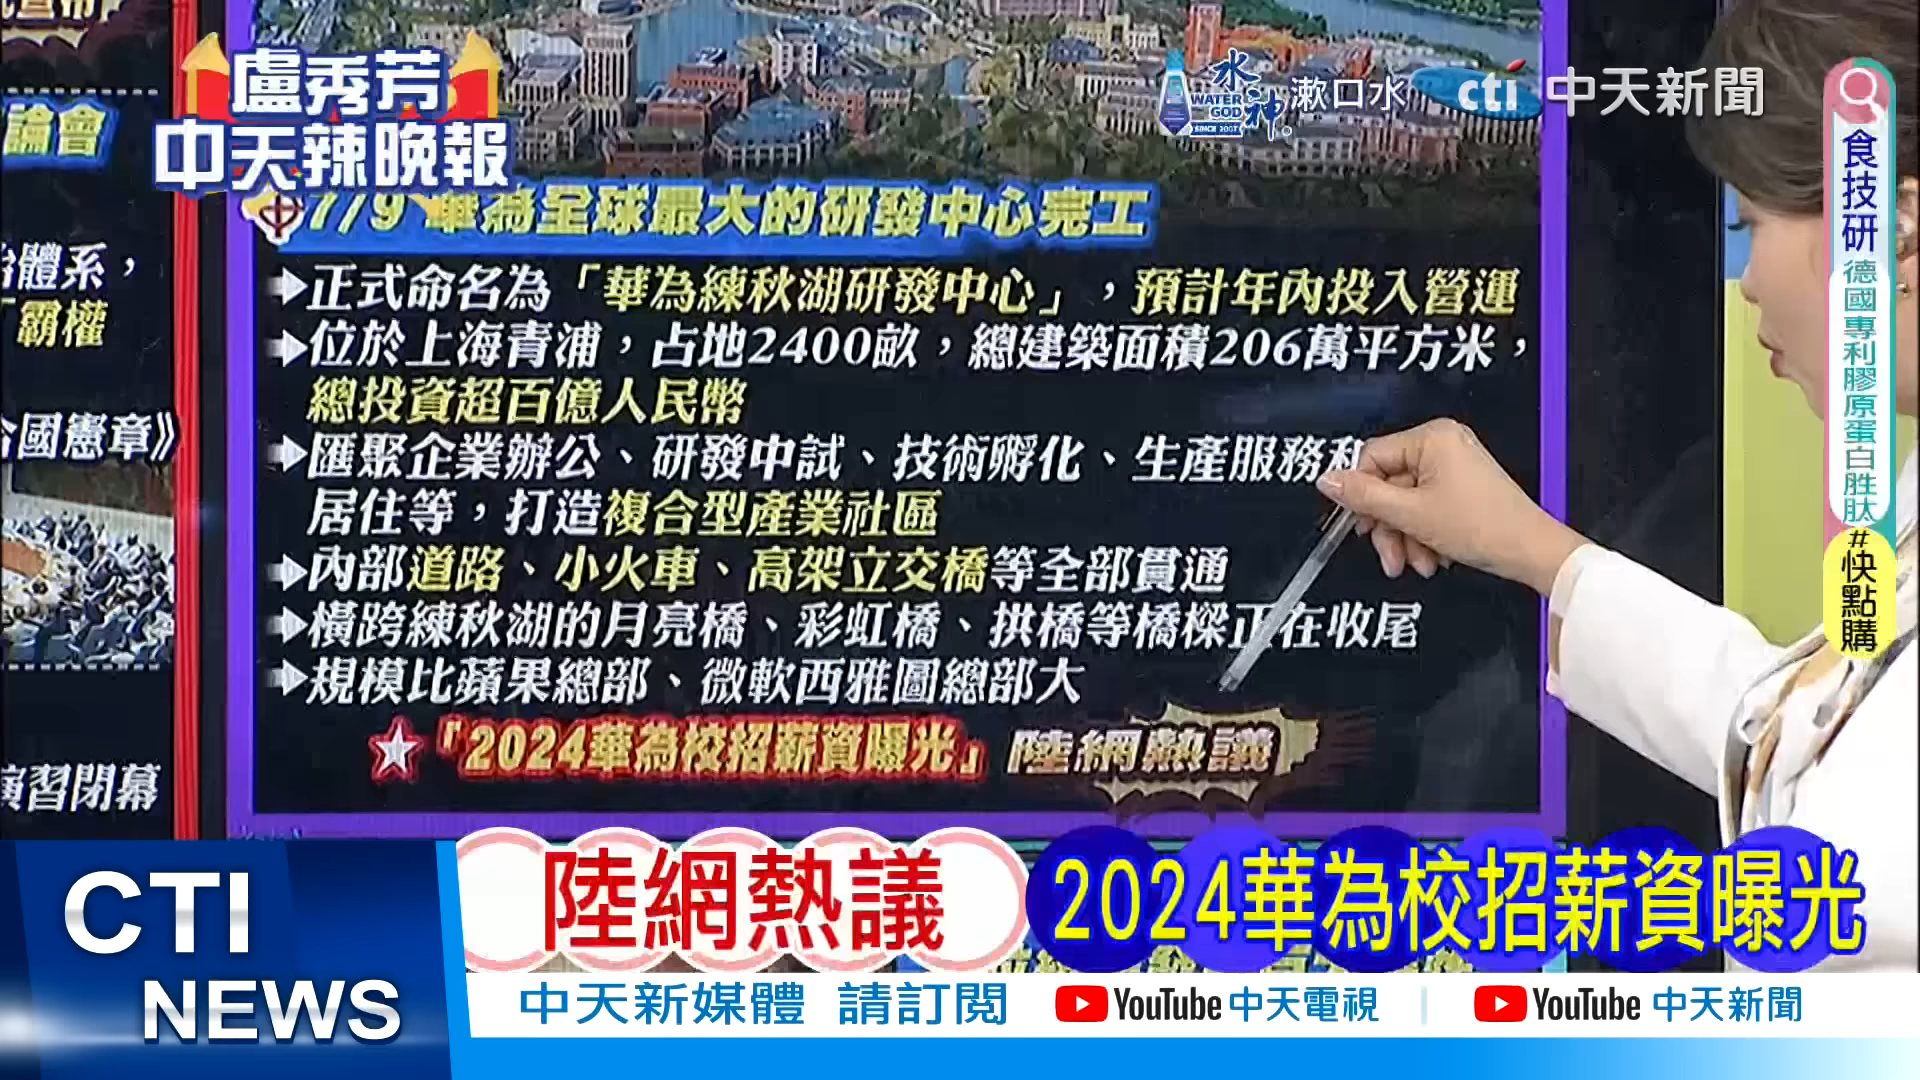 盧秀芳
中天辣晚報
水神
WATER GOD
SINCE 2007
漱口水
cti 中天新聞
食技研
德國專利膠原蛋白胜肽
#快點購
論會
7/9 華為全球最大的研發中心完工
正式命名為「華為練秋湖研發中心」，預計年內投入營運
位於上海青浦，占地2400畝，總建築面積206萬平方米，
總投資超百億人民幣
匯聚企業辦公、研發中試、技術孵化、生產服務和
居住等，打造複合型產業社區
內部道路、小火車、高架立交橋等全部貫通
橫跨練秋湖的月亮橋、彩虹橋、拱橋等橋樑正在收尾
規模比蘋果總部、微軟西雅圖總部大
「2024華為校招薪資曝光」 陸網熱議
體系，
「霸權
國憲章》
演習閉幕
陸網熱議 2024華為校招薪資曝光
CTI
NEWS
中天新媒體 請訂閱 YouTube 中天電視 YouTube 中天新聞